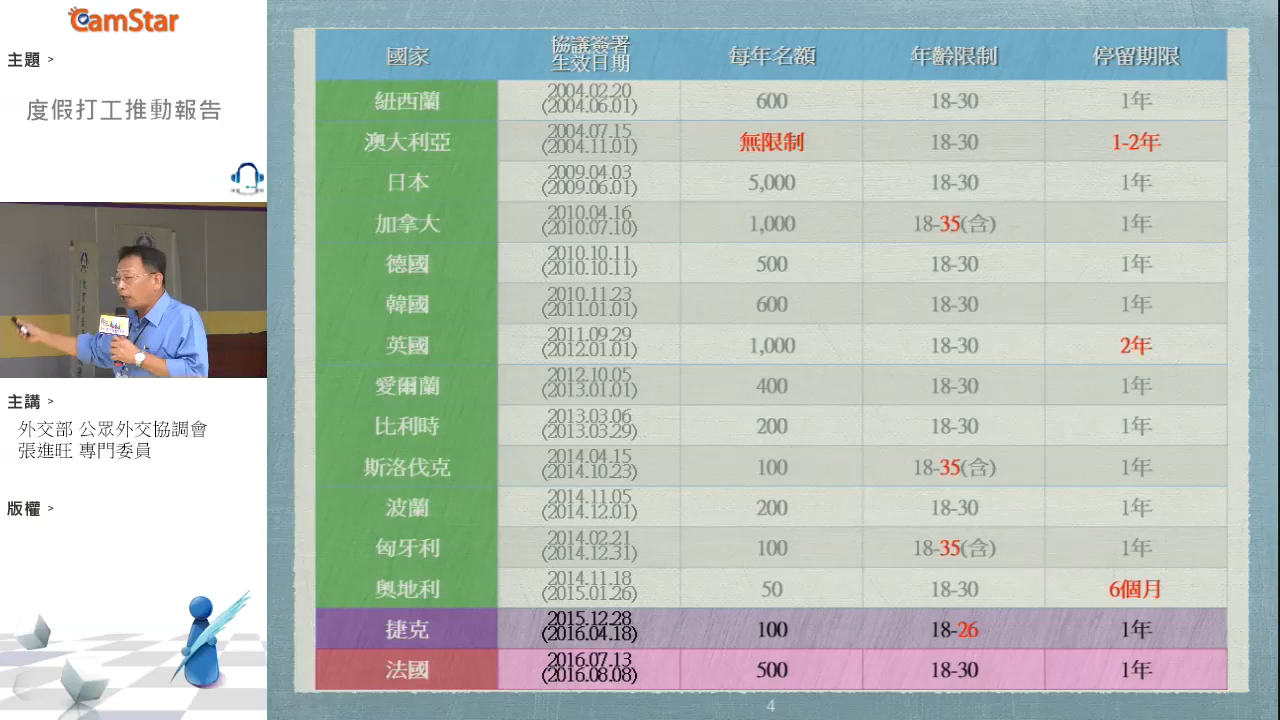 CamStar
主題 >
度假打工推動報告
主講 >
外交部 公眾外交協調會
張進旺 專門委員
版權 >
國家 協議簽署 生效日期 每年名額 年齡限制 停留期限
紐西蘭 2004.02.20 (2004.06.01) 600 18-30 1年
澳大利亞 2004.07.15 (2004.11.01) 無限制 18-30 1-2年
日本 2009.04.03 (2009.06.01) 5,000 18-30 1年
加拿大 2010.04.16 (2010.07.10) 1,000 18-35(含) 1年
德國 2010.10.11 (2010.10.11) 500 18-30 1年
韓國 2010.11.23 (2011.01.01) 600 18-30 1年
英國 2011.09.29 (2012.01.01) 1,000 18-30 2年
愛爾蘭 2012.10.05 (2013.01.01) 400 18-30 1年
比利時 2013.03.06 (2013.03.29) 200 18-30 1年
斯洛伐克 2014.04.15 (2014.10.23) 100 18-35(含) 1年
波蘭 2014.11.05 (2014.12.01) 200 18-30 1年
匈牙利 2014.02.21 (2014.12.31) 100 18-35(含) 1年
奧地利 2014.11.18 (2015.01.26) 50 18-30 6個月
捷克 2015.12.28 (2016.04.18) 100 18-26 1年
法國 2016.07.13 (2016.08.08) 500 18-30 1年
4